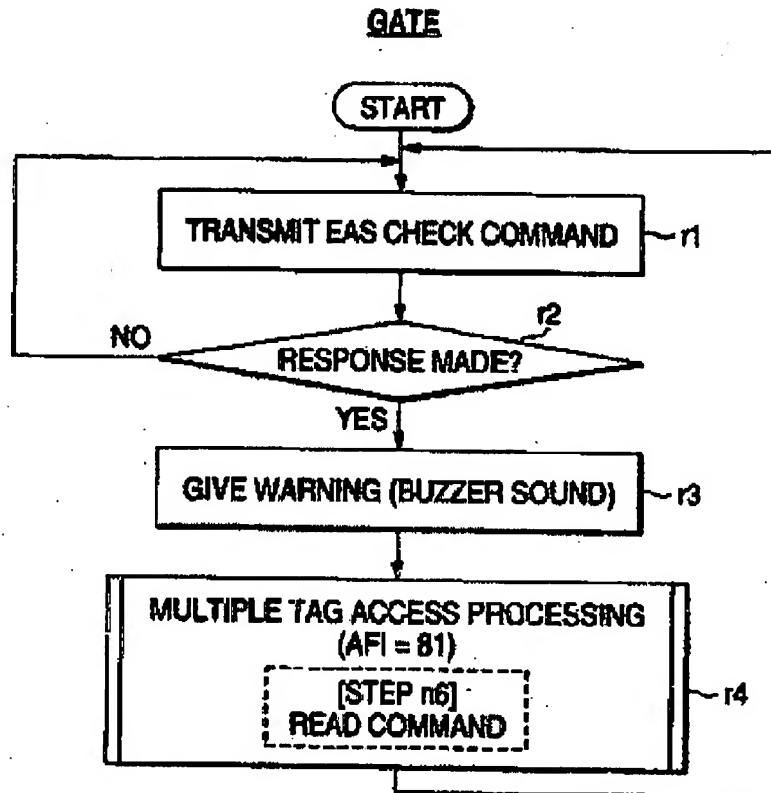 GATE
START
TRANSMIT EAS CHECK COMMAND
r1
r2
NO
RESPONSE MADE?
YES
GIVE WARNING (BUZZER SOUND)
r3
MULTIPLE TAG ACCESS PROCESSING
(AFI = 81)
[STEP n6]
READ COMMAND
r4